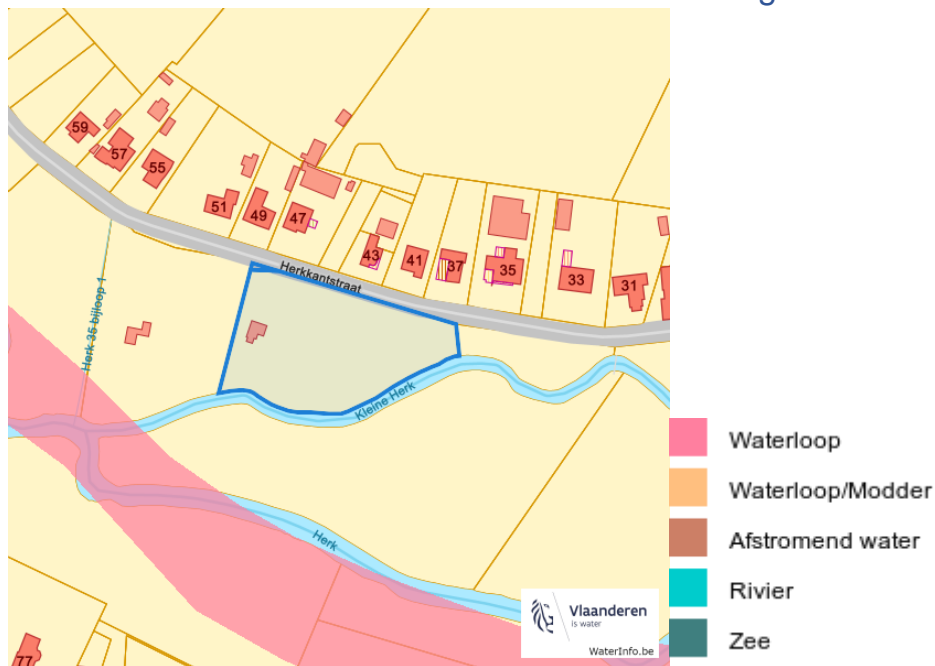 g
59
57
55
51
49
47
43
41
37
35
33
31
Herkkantstraat
Herk 35 bijloop 1
Kleine Herk
Herk
77
Vlaanderen
is water
WaterInfo.be
Waterloop
Waterloop/Modder
Afstromend water
Rivier
Zee